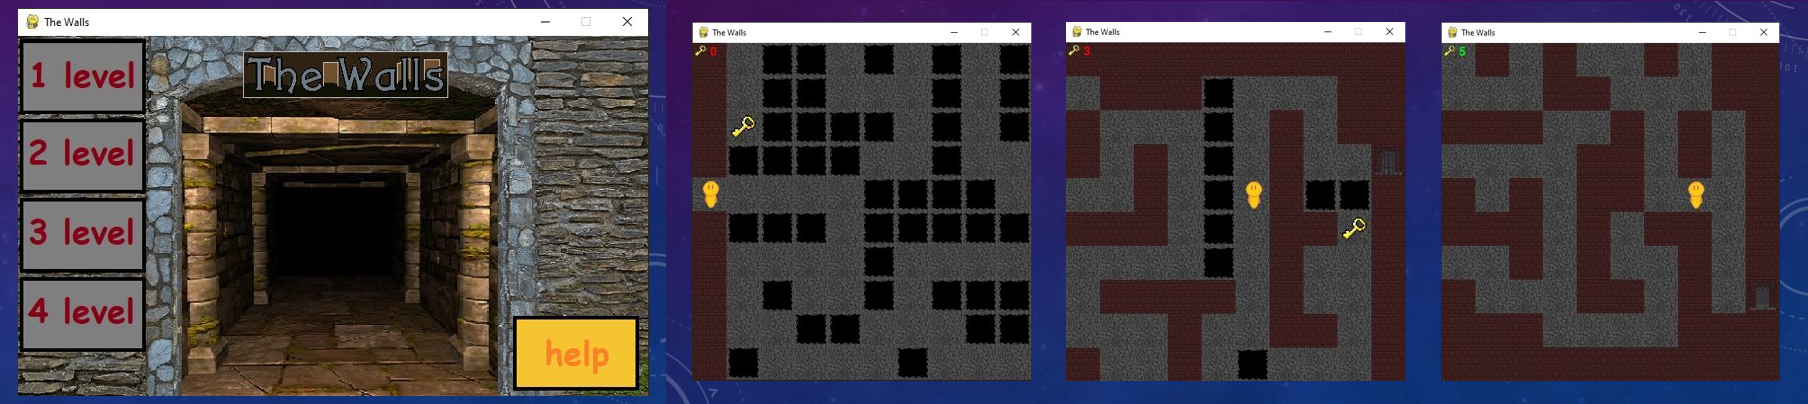 The Walls
The Walls
1 level
2 level
3 level
4 level
help
The Walls
0
The Walls
3
The Walls
5